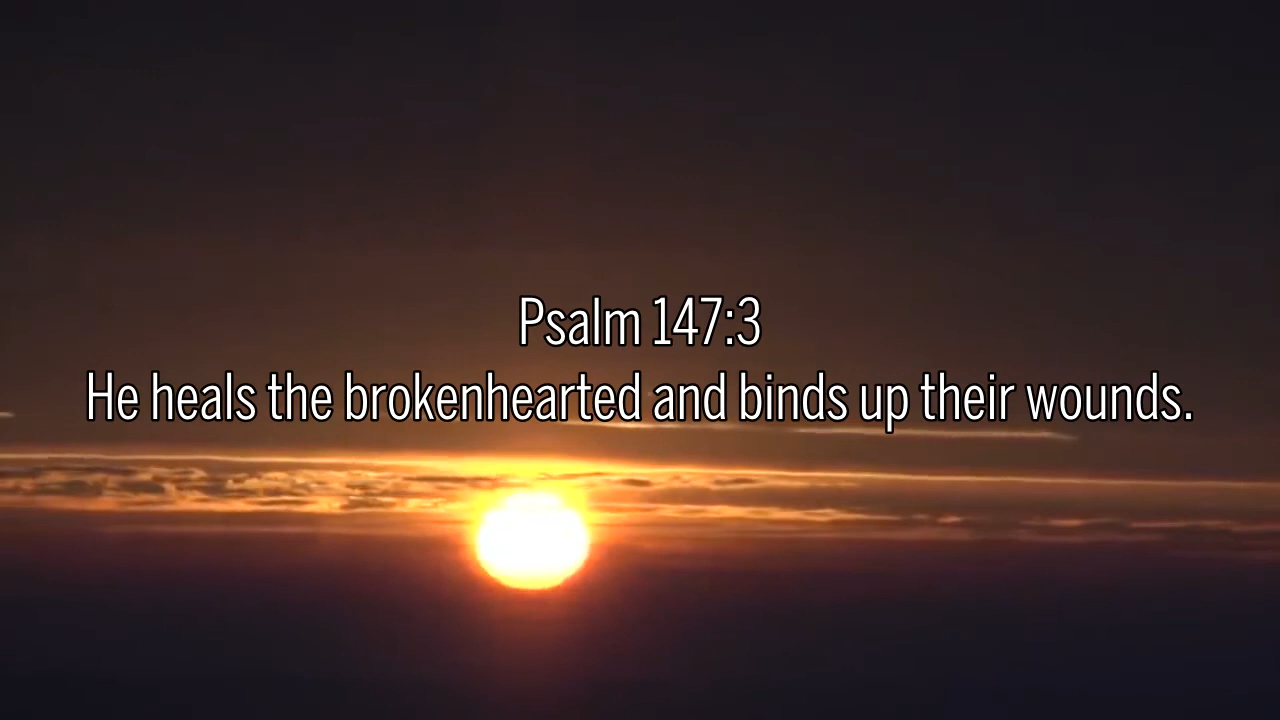 Psalm 147:3
He heals the brokenhearted and binds up their wounds.